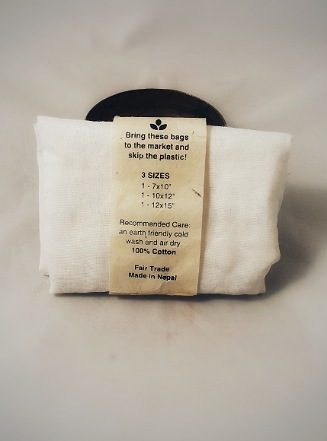 Bring these bags
to the market and
skip the plastic!
3 SIZES
1 - 7x10"
1 - 10x12"
1 - 12x15"
Recommended Care:
an earth friendly cold
wash and air dry
100% Cotton
Fair Trade
Made in Nepal